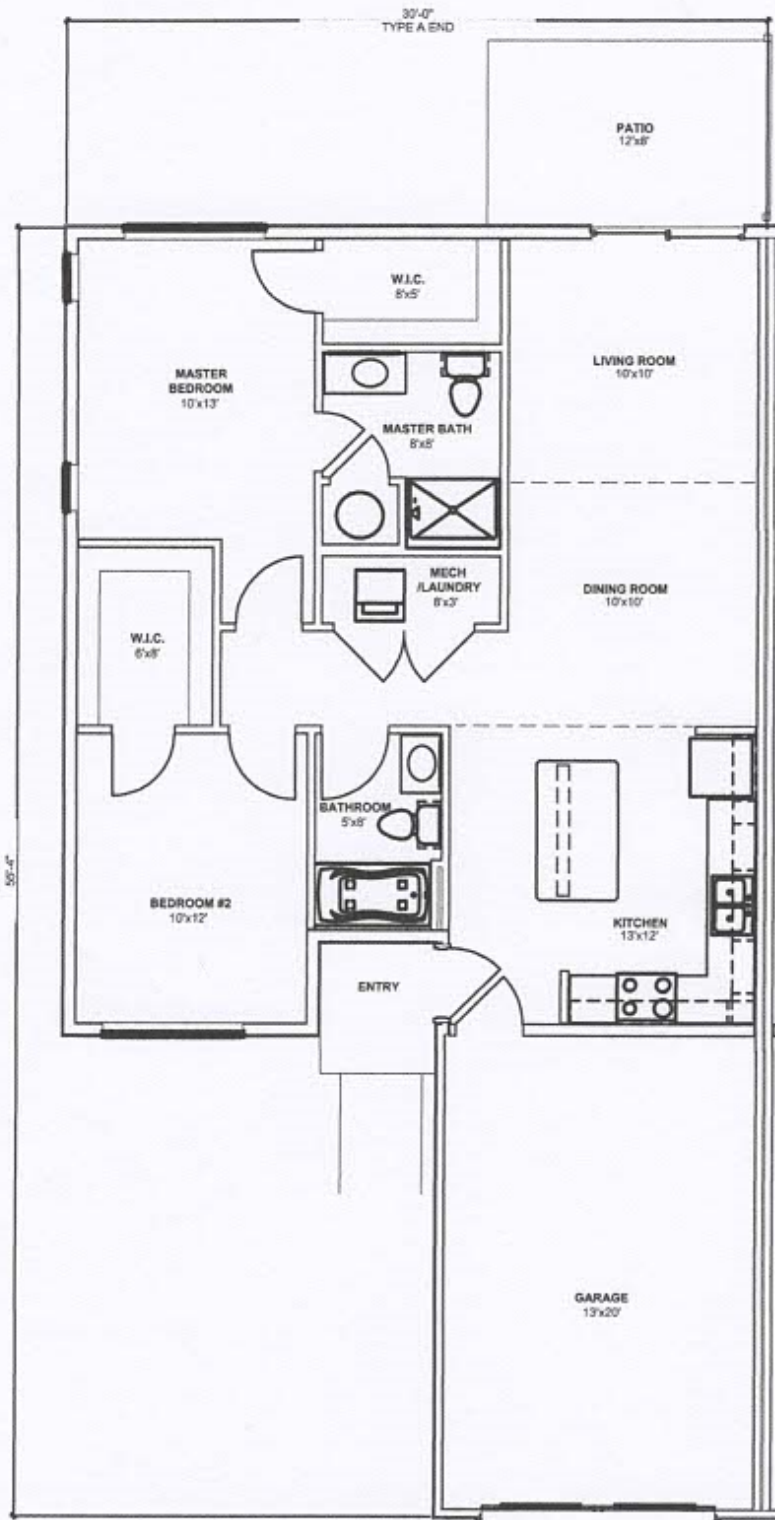 30'-0"
TYPE A END
PATIO
12'x8'
W.I.C.
8'x5'
MASTER
BEDROOM
10'x13'
LIVING ROOM
10'x10'
MASTER BATH
8'x8'
MECH
/LAUNDRY
8'x3'
DINING ROOM
10'x10'
W.I.C.
6'x8'
BATHROOM
5'x8'
55'-4"
BEDROOM #2
10'x12'
KITCHEN
13'x12'
ENTRY
GARAGE
13'x20'